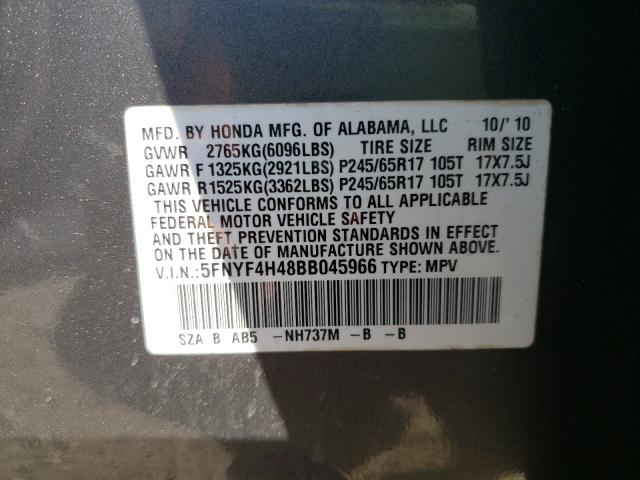 MFD. BY HONDA MFG. OF ALABAMA, LLC 10/'10
GVWR 2765KG(6096LBS) TIRE SIZE RIM SIZE
GAWR F 1325KG(2921LBS) P245/65R17 105T 17X7.5J
GAWR R1525KG(3362LBS) P245/65R17 105T 17X7.5J
THIS VEHICLE CONFORMS TO ALL APPLICABLE
FEDERAL MOTOR VEHICLE SAFETY
AND THEFT PREVENTION STANDARDS IN EFFECT
ON THE DATE OF MANUFACTURE SHOWN ABOVE.
V.I.N.:5FNYF4H48BB045966 TYPE: MPV
SZA B AB5 -NH737M -B -B